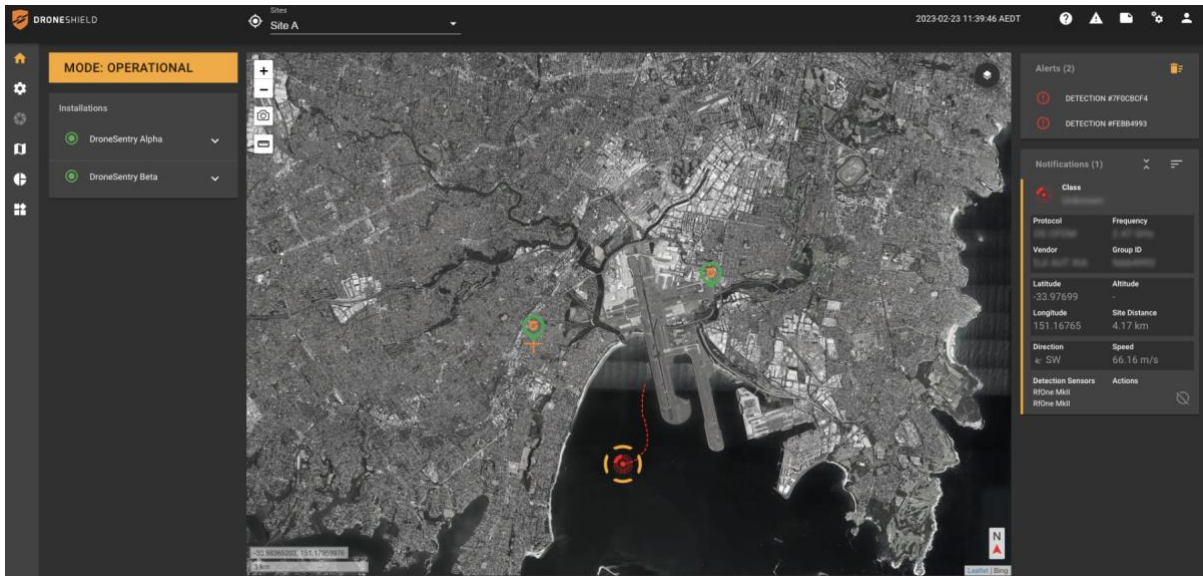 DRONESHIELD
Sites
Site A
2023-02-23 11:39:46 AEDT
MODE: OPERATIONAL
Installations
DroneSentry Alpha
DroneSentry Beta
+
−
3 km
N
Leaflet | Bing
Alerts (2)
DETECTION #7F0CBCF4
DETECTION #FEBB4993
Notifications (1)
Class
Protocol Frequency
Vendor Group ID
Latitude Altitude
-33.97699 -
Longitude Site Distance
151.16765 4.17 km
Direction Speed
SW 66.16 m/s
Detection Sensors Actions
RfOne MkII
RfOne MkII